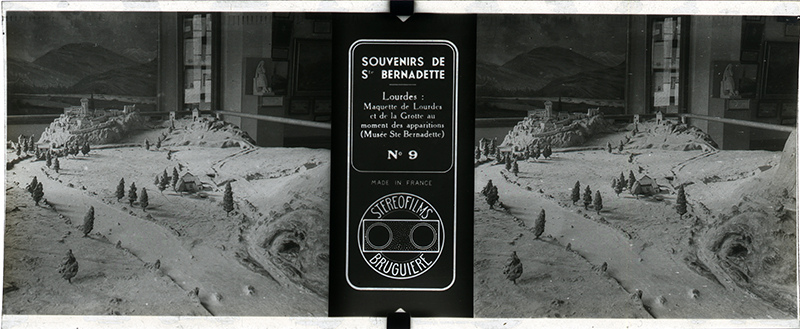 SOUVENIRS DE
Ste BERNADETTE
Lourdes :
Maquette de Lourdes
et de la Grotte au
moment des apparitions
(Musée Ste Bernadette)
No 9
MADE IN FRANCE
STEREOFILMS
BRUGUIERE